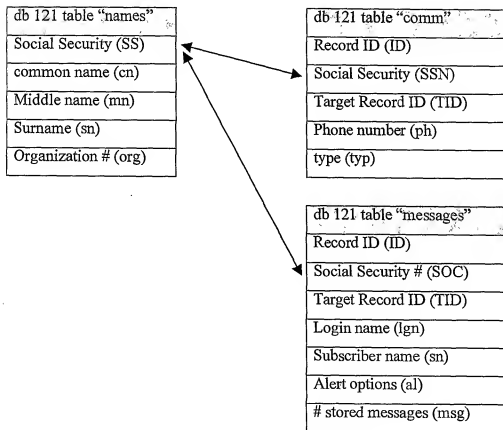 db 121 table “names”
Social Security (SS)
common name (cn)
Middle name (mn)
Surname (sn)
Organization # (org)
db 121 table “comm”
Record ID (ID)
Social Security (SSN)
Target Record ID (TID)
Phone number (ph)
type (typ)
db 121 table “messages”
Record ID (ID)
Social Security # (SOC)
Target Record ID (TID)
Login name (lgn)
Subscriber name (sn)
Alert options (al)
# stored messages (msg)